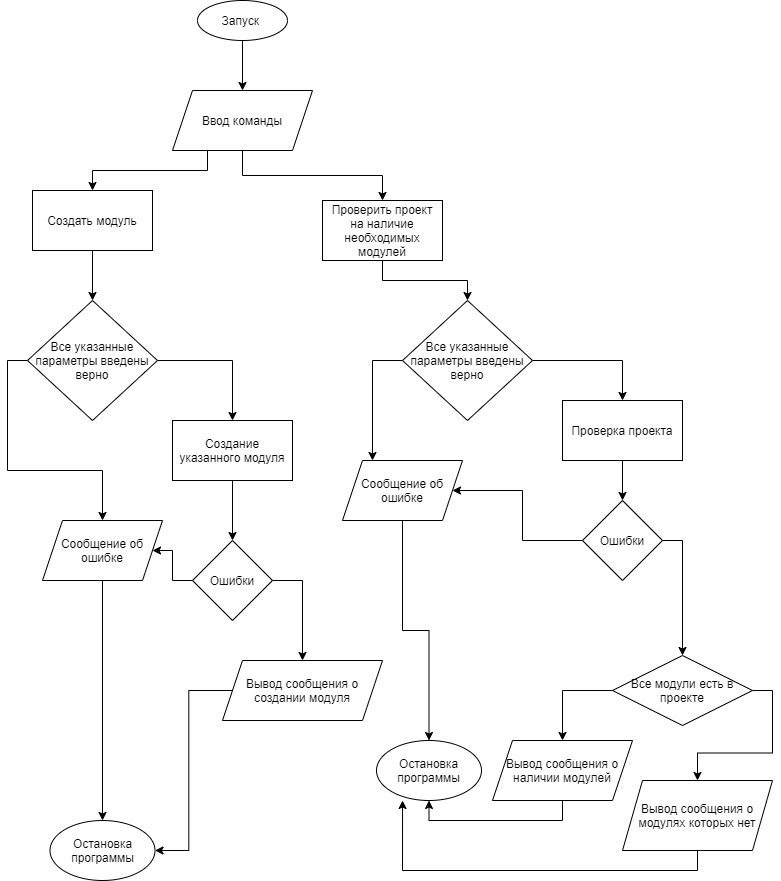 Запуск
Ввод команды
Создать модуль
Проверить проект
на наличие
необходимых
модулей
Все указанные
параметры введены
верно
Все указанные
параметры введены
верно
Создание
указанного модуля
Проверка проекта
Сообщение об
ошибке
Сообщение об
ошибке
Ошибки
Ошибки
Вывод сообщения о
создании модуля
Все модули есть в
проекте
Остановка
программы
Вывод сообщения о
наличии модулей
Вывод сообщения о
модулях которых нет
Остановка
программы